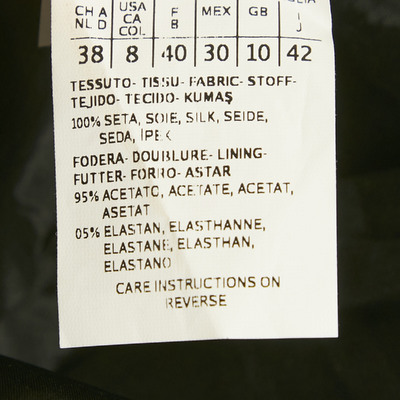 CH A USA F MEX GB I
NL D CA B J
COL
38 8 40 30 10 42
TESSUTO- TISSU- FABRIC- STOFF-
TEJIDO- TECIDO- KUMAŞ
100% SETA, SOIE, SILK, SEIDE,
SEDA, İPEK
FODERA- DOUBLURE- LINING-
FUTTER- FORRO- ASTAR
95% ACETATO, ACETATE, ACETAT,
ASETAT
05% ELASTAN, ELASTHANNE,
ELASTANE, ELASTHAN,
ELASTANO
CARE INSTRUCTIONS ON
REVERSE